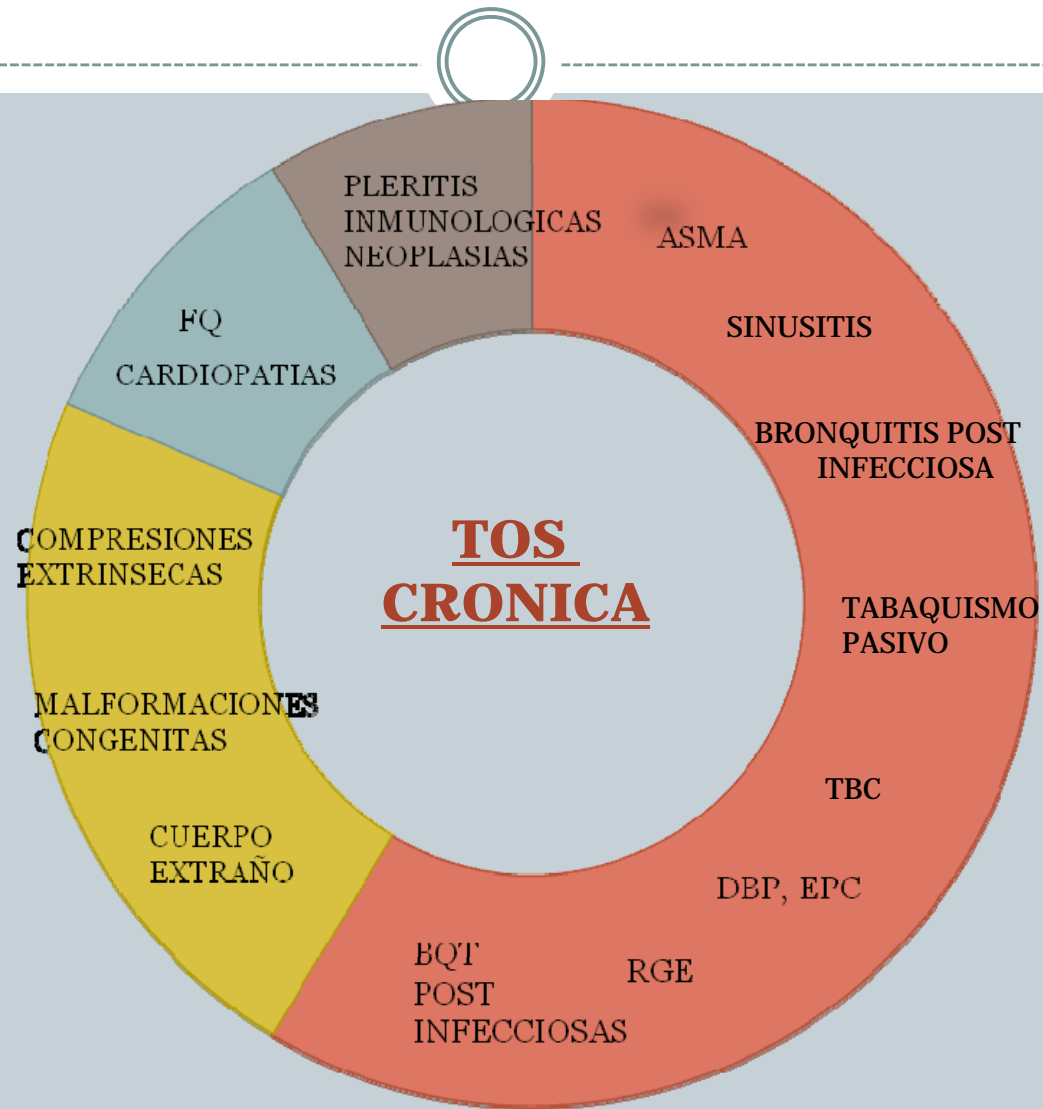 PLERITIS
INMUNOLOGICAS
NEOPLASIAS
ASMA
SINUSITIS
FQ
CARDIOPATIAS
BRONQUITIS POST
INFECCIOSA
TOS
CRONICA
COMPRESIONES
EXTRINSECAS
TABAQUISMO
PASIVO
MALFORMACIONES
CONGENITAS
TBC
CUERPO
EXTRAÑO
DBP, EPC
BQT
POST
INFECCIOSAS
RGE